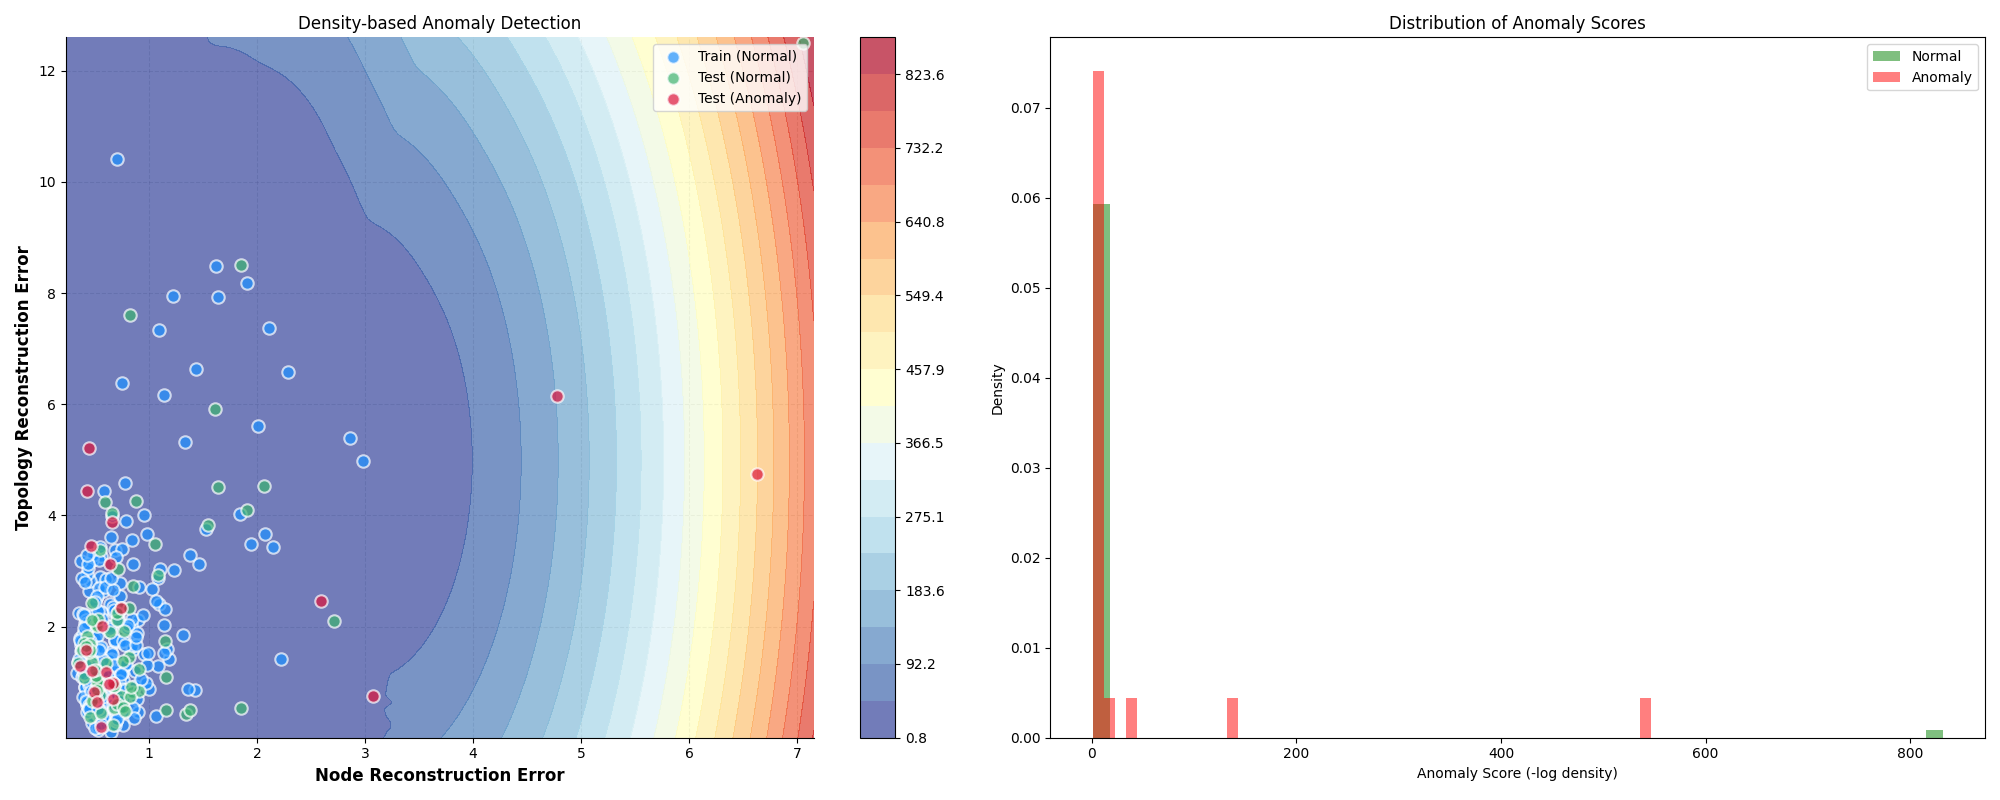 Density-based Anomaly Detection
Train (Normal)
Test (Normal)
Test (Anomaly)
12
10
8
6
4
2
Topology Reconstruction Error
1 2 3 4 5 6 7
Node Reconstruction Error
823.6
732.2
640.8
549.4
457.9
366.5
275.1
183.6
92.2
0.8
Distribution of Anomaly Scores
Normal
Anomaly
0.07
0.06
0.05
0.04
0.03
0.02
0.01
0.00
Density
0 200 400 600 800
Anomaly Score (-log density)